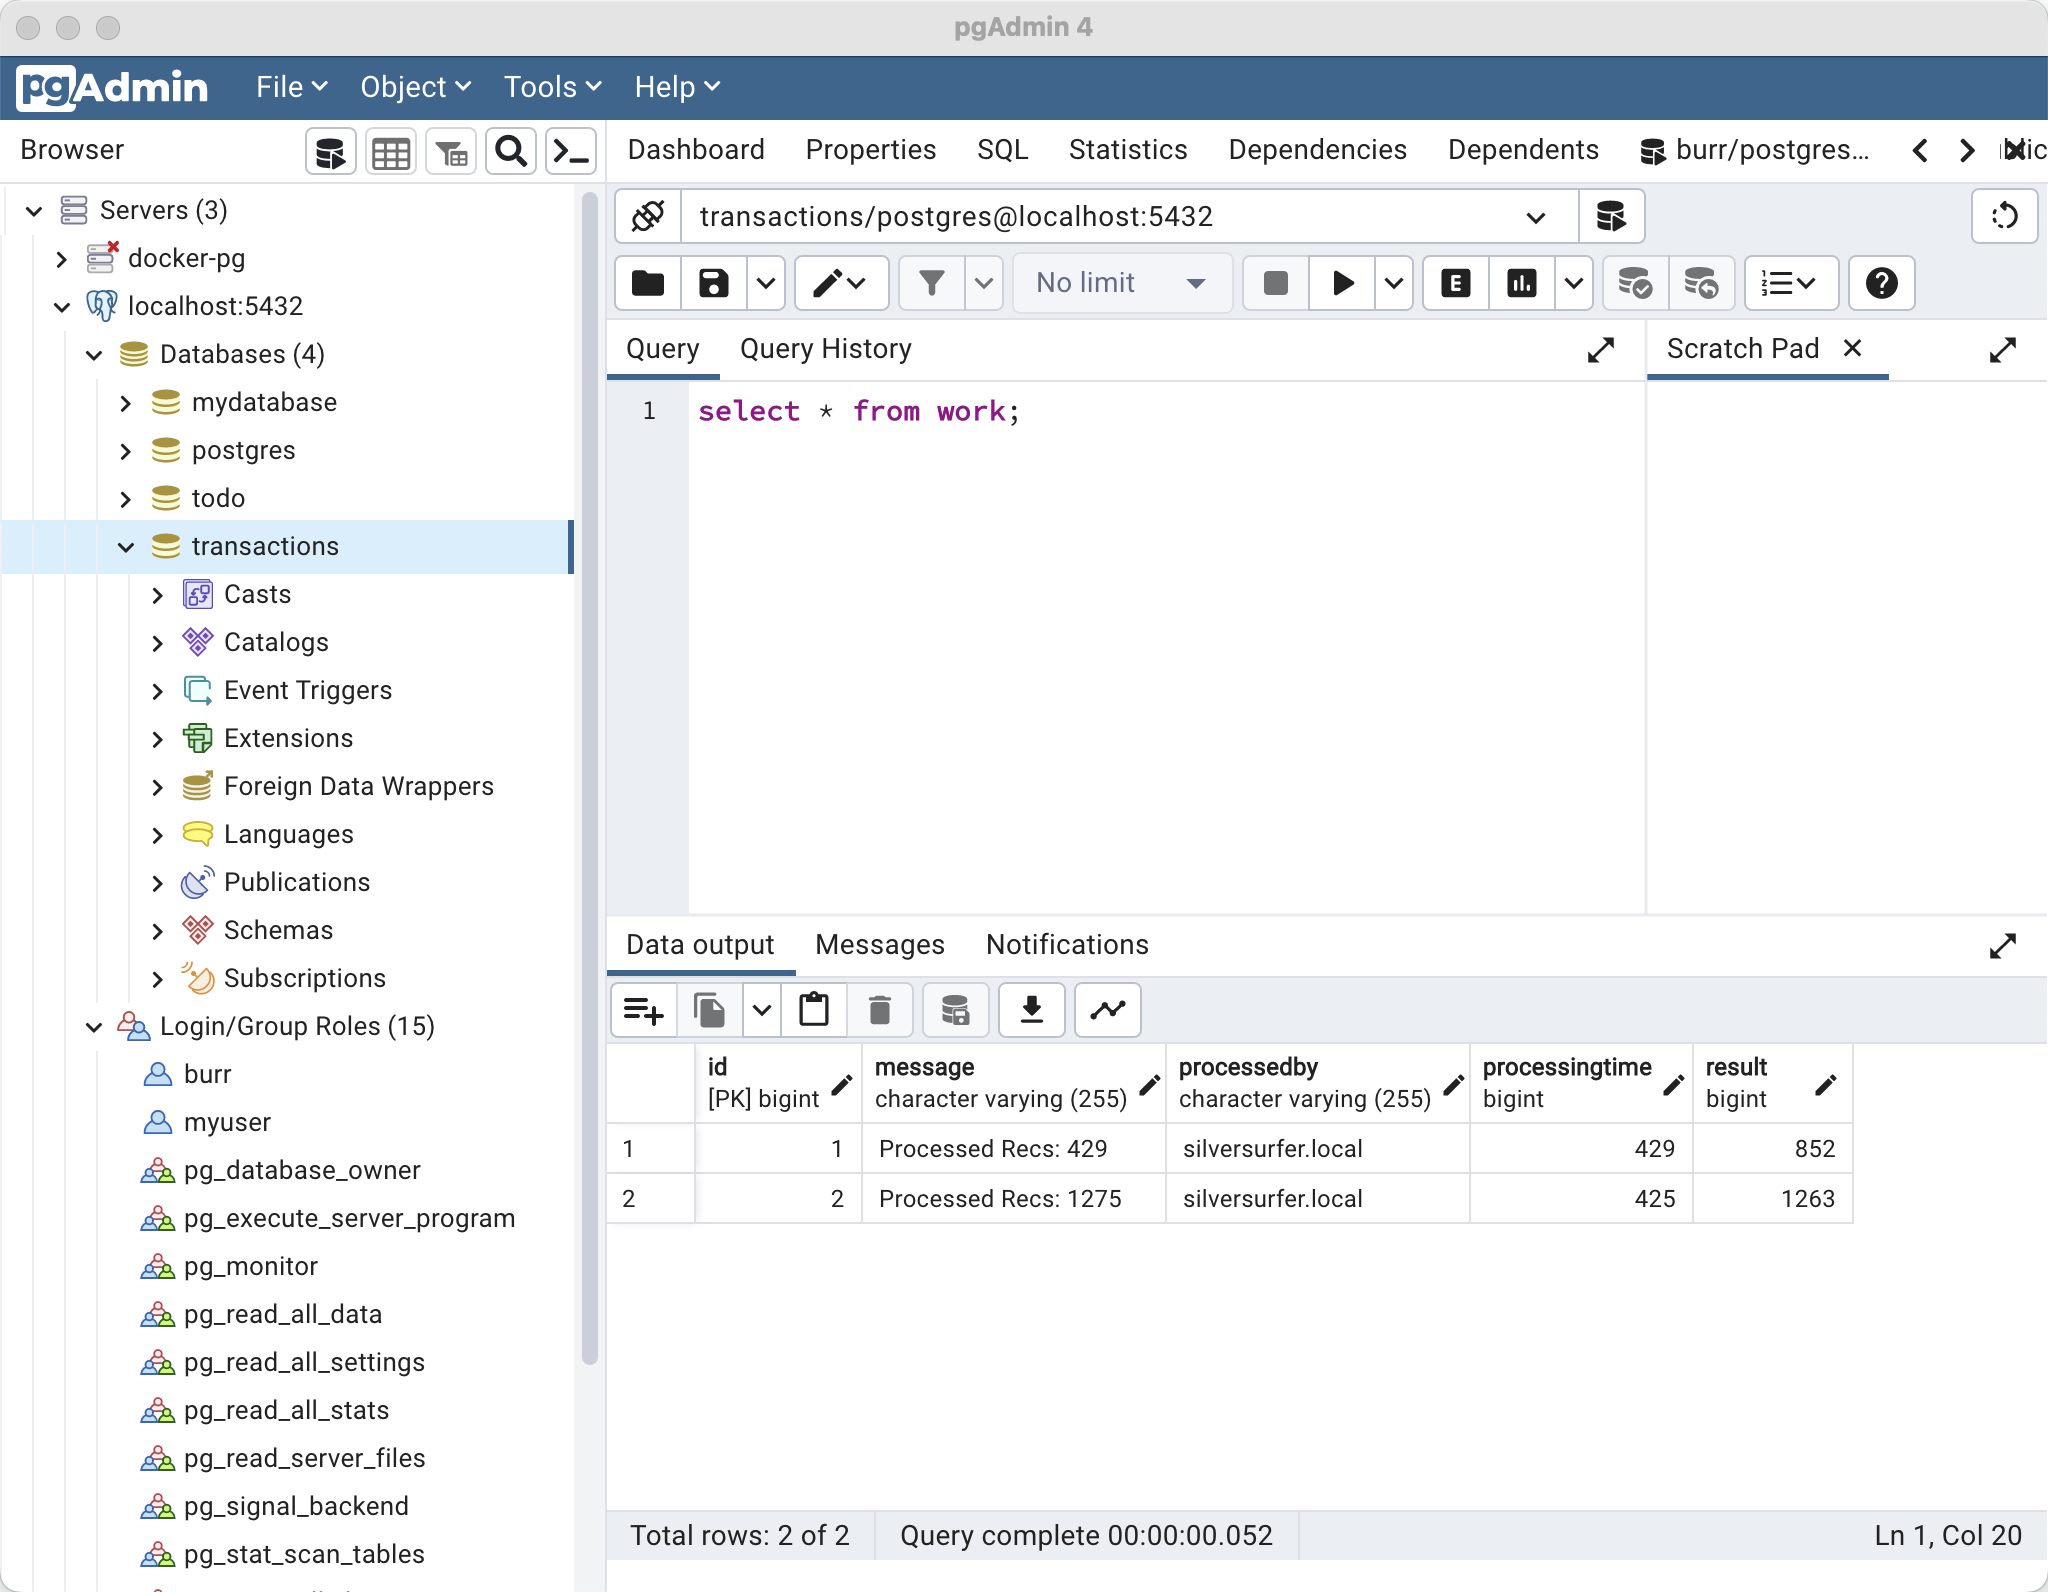 pgAdmin 4
pgAdmin
File
Object
Tools
Help
Browser
Dashboard
Properties
SQL
Statistics
Dependencies
Dependents
burr/postgres...
Servers (3)
docker-pg
localhost:5432
Databases (4)
mydatabase
postgres
todo
transactions
Casts
Catalogs
Event Triggers
Extensions
Foreign Data Wrappers
Languages
Publications
Schemas
Subscriptions
Login/Group Roles (15)
burr
myuser
pg_database_owner
pg_execute_server_program
pg_monitor
pg_read_all_data
pg_read_all_settings
pg_read_all_stats
pg_read_server_files
pg_signal_backend
pg_stat_scan_tables
transactions/postgres@localhost:5432
No limit
E
Query
Query History
Scratch Pad
1 select * from work;
Data output
Messages
Notifications
id message processedby processingtime result
[PK] bigint character varying (255) character varying (255) bigint bigint
1 1 Processed Recs: 429 silversurfer.local 429 852
2 2 Processed Recs: 1275 silversurfer.local 425 1263
Total rows: 2 of 2
Query complete 00:00:00.052
Ln 1, Col 20